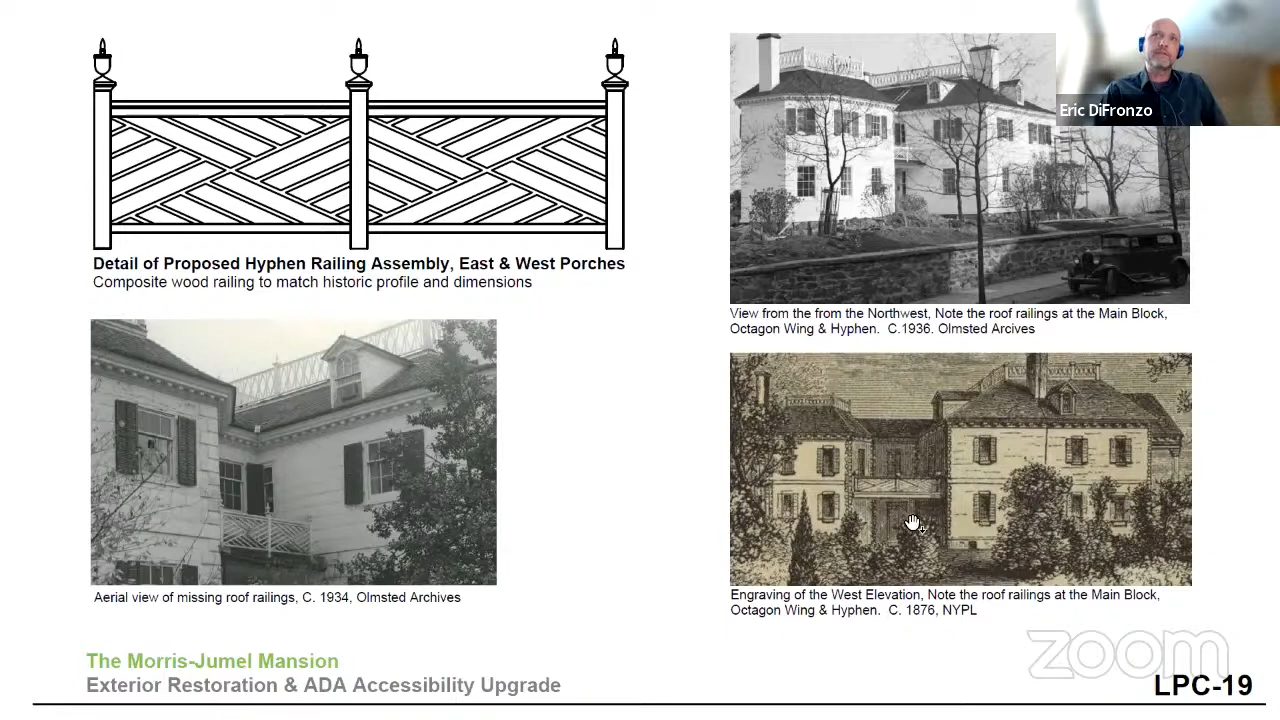 Detail of Proposed Hyphen Railing Assembly, East & West Porches
Composite wood railing to match historic profile and dimensions
Aerial view of missing roof railings, C. 1934, Olmsted Archives
Eric DiFronzo
View from the from the Northwest, Note the roof railings at the Main Block,
Octagon Wing & Hyphen.  C.1936. Olmsted Arcives
Engraving of the West Elevation, Note the roof railings at the Main Block,
Octagon Wing & Hyphen.  C. 1876, NYPL
The Morris-Jumel Mansion
Exterior Restoration & ADA Accessibility Upgrade
zoom
LPC-19